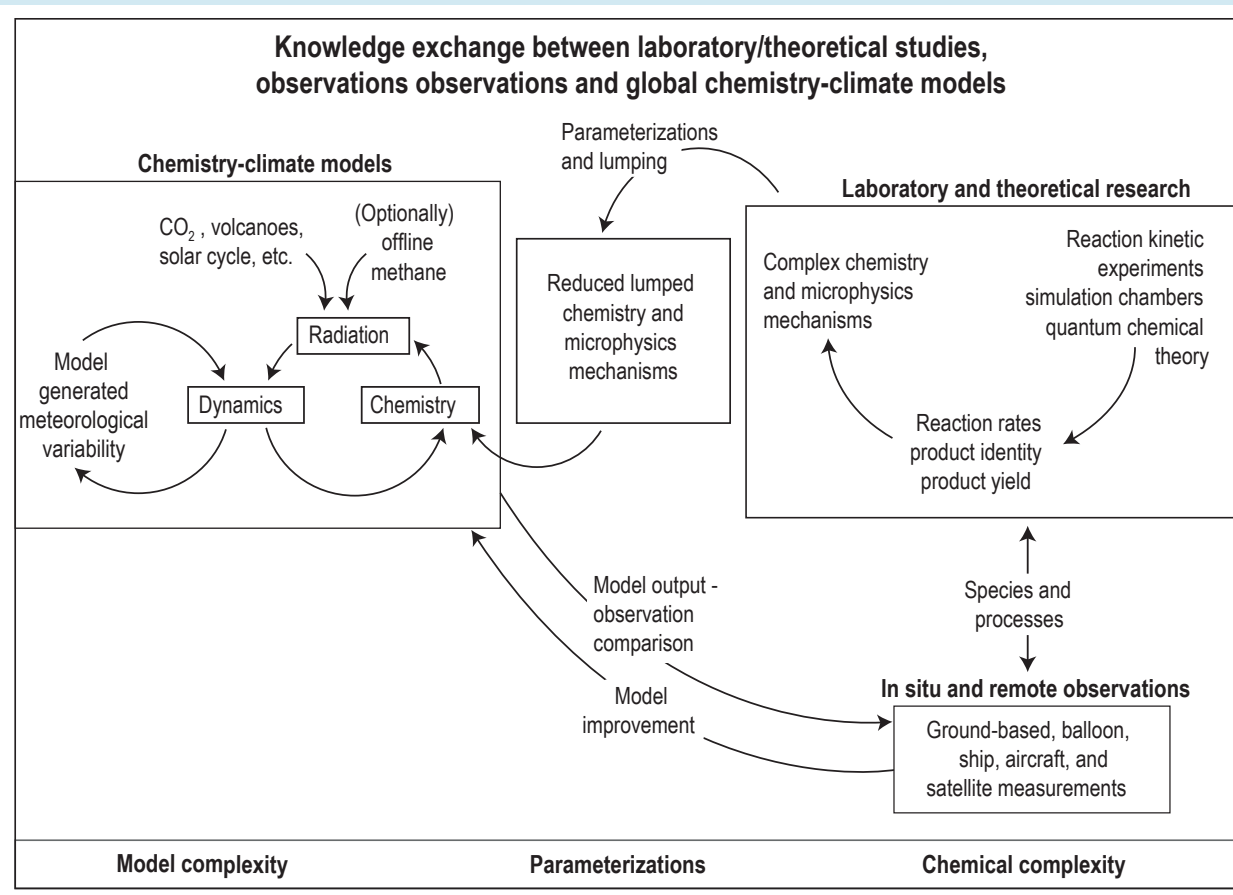 Knowledge exchange between laboratory/theoretical studies,
observations observations and global chemistry-climate models
Chemistry-climate models
CO2 , volcanoes,
solar cycle, etc.
(Optionally)
offline
methane
Radiation
Model
generated
meteorological
variability
Dynamics
Chemistry
Parameterizations
and lumping
Reduced lumped
chemistry and
microphysics
mechanisms
Laboratory and theoretical research
Complex chemistry
and microphysics
mechanisms
Reaction kinetic
experiments
simulation chambers
quantum chemical
theory
Reaction rates
product identity
product yield
Species and
processes
Model output -
observation
comparison
Model
improvement
In situ and remote observations
Ground-based, balloon,
ship, aircraft, and
satellite measurements
Model complexity
Parameterizations
Chemical complexity